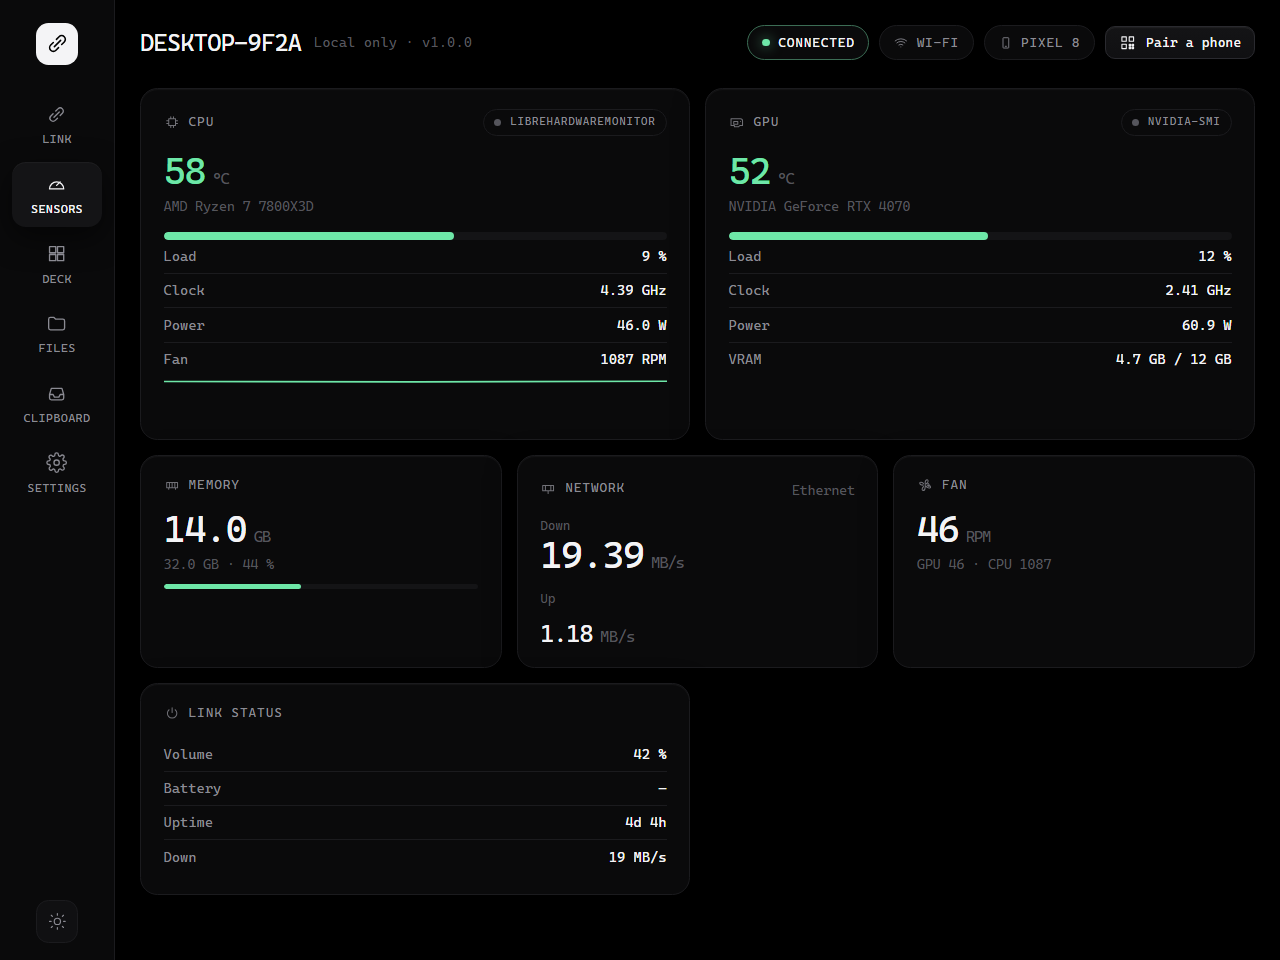 DESKTOP-9F2A Local only · v1.0.0
CONNECTED
WI-FI
PIXEL 8
Pair a phone
LINK
SENSORS
DECK
FILES
CLIPBOARD
SETTINGS
CPU
LIBREHARDWAREMONITOR
58 °C
AMD Ryzen 7 7800X3D
Load 9 %
Clock 4.39 GHz
Power 46.0 W
Fan 1087 RPM
GPU
NVIDIA-SMI
52 °C
NVIDIA GeForce RTX 4070
Load 12 %
Clock 2.41 GHz
Power 60.9 W
VRAM 4.7 GB / 12 GB
MEMORY
14.0 GB
32.0 GB · 44 %
NETWORK Ethernet
Down
19.39 MB/s
Up
1.18 MB/s
FAN
46 RPM
GPU 46 · CPU 1087
LINK STATUS
Volume 42 %
Battery –
Uptime 4d 4h
Down 19 MB/s